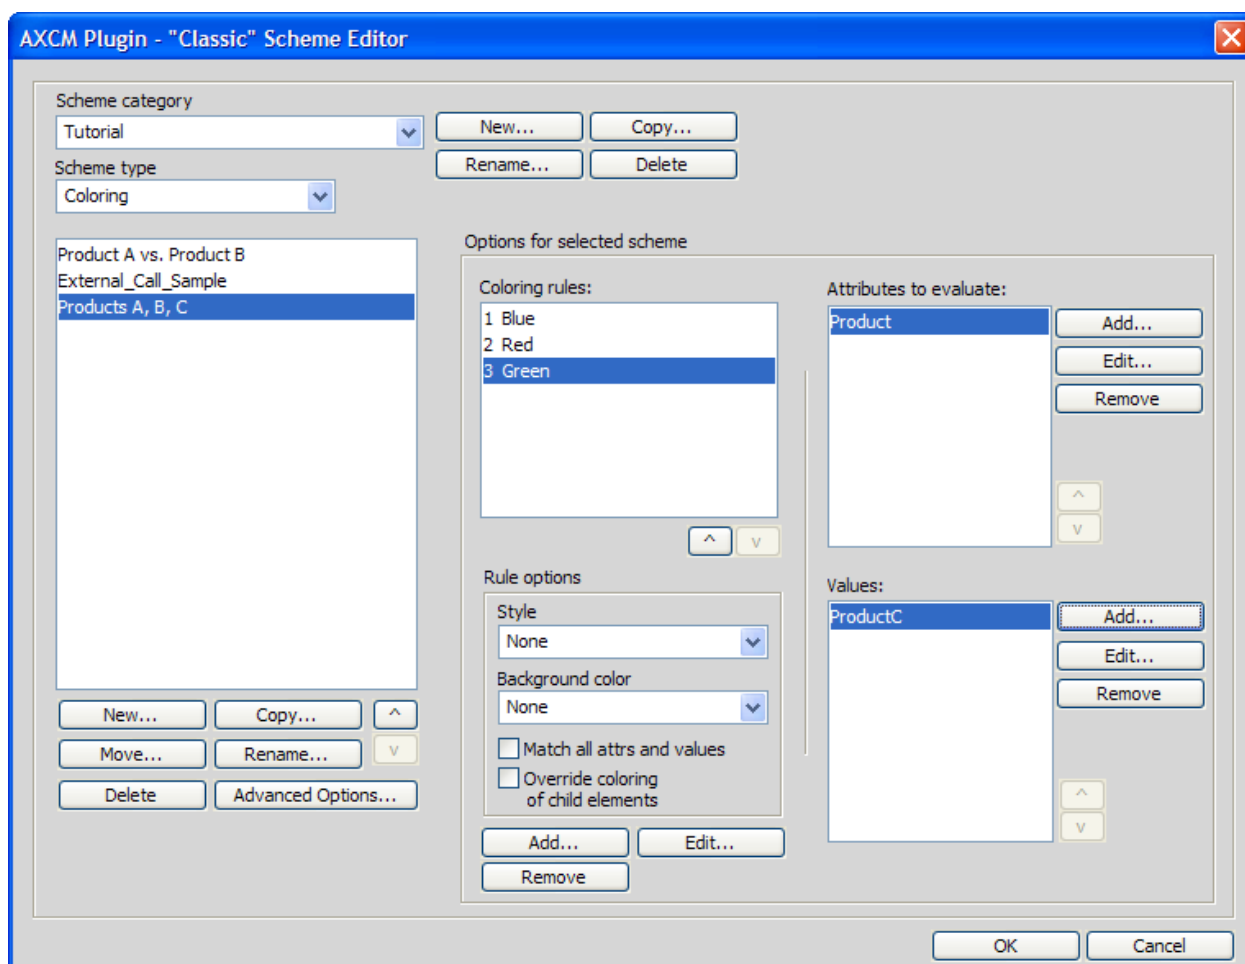 AXCM Plugin - "Classic" Scheme Editor
Scheme category
Tutorial
New...
Copy...
Rename...
Delete
Scheme type
Coloring
Product A vs. Product B
External_Call_Sample
Products A, B, C
New...
Copy...
^
Move...
Rename...
v
Delete
Advanced Options...
Options for selected scheme
Coloring rules:
1 Blue
2 Red
3 Green
^
v
Rule options
Style
None
Background color
None
Match all attrs and values
Override coloring
of child elements
Add...
Edit...
Remove
Attributes to evaluate:
Product
Add...
Edit...
Remove
^
v
Values:
ProductC
Add...
Edit...
Remove
^
v
OK
Cancel